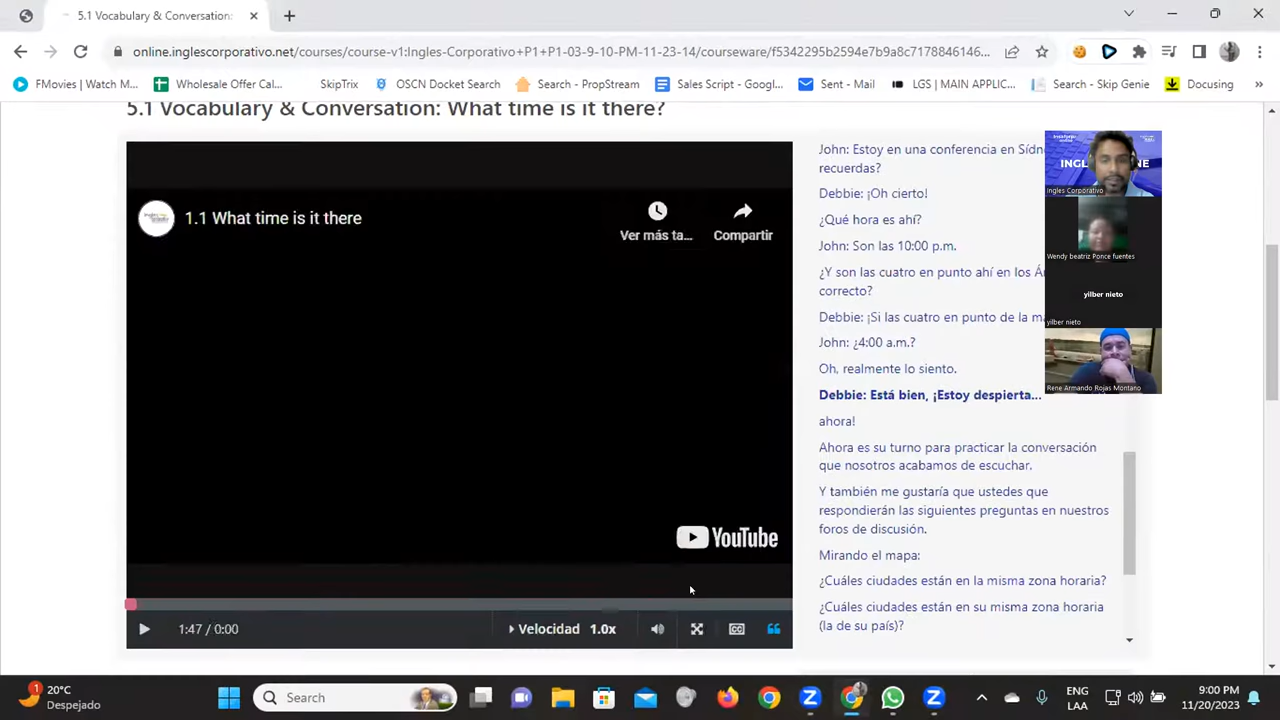 5.1 Vocabulary & Conversation:
online.inglescorporativo.net/courses/course-v1:Ingles-Corporativo+P1+P1-03-9-10-PM-11-23-14/courseware/f5342295b2594e7b9a8c7178846146...
FMovies | Watch M...
Wholesale Offer Cal...
SkipTrix
OSCN Docket Search
Search - PropStream
Sales Script - Googl...
Sent - Mail
LGS | MAIN APPLIC...
Search - Skip Genie
Docusing
»
5.1 Vocabulary & Conversation: What time is it there?
1.1 What time is it there
Ver más ta...
Compartir
YouTube
1:47 / 0:00
Velocidad 1.0x
John: Estoy en una conferencia en Sídn
recuerdas?
Debbie: ¡Oh cierto!
¿Qué hora es ahí?
John: Son las 10:00 p.m.
¿Y son las cuatro en punto ahí en los Án
correcto?
Debbie: ¡Si las cuatro en punto de la m
John: ¿4:00 a.m.?
Oh, realmente lo siento.
Debbie: Está bien, ¡Estoy despierta...
ahora!
Ahora es su turno para practicar la conversación
que nosotros acabamos de escuchar.
Y también me gustaría que ustedes que
respondierán las siguientes preguntas en nuestros
foros de discusión.
Mirando el mapa:
¿Cuáles ciudades están en la misma zona horaria?
¿Cuáles ciudades están en su misma zona horaria
(la de su país)?
Ingles Corporativo
Wendy beatriz Ponce fuentes
yilber nieto
yilber nieto
Rene Armando Rojas Montano
1
20°C
Despejado
Search
ENG
LAA
9:00 PM
11/20/2023